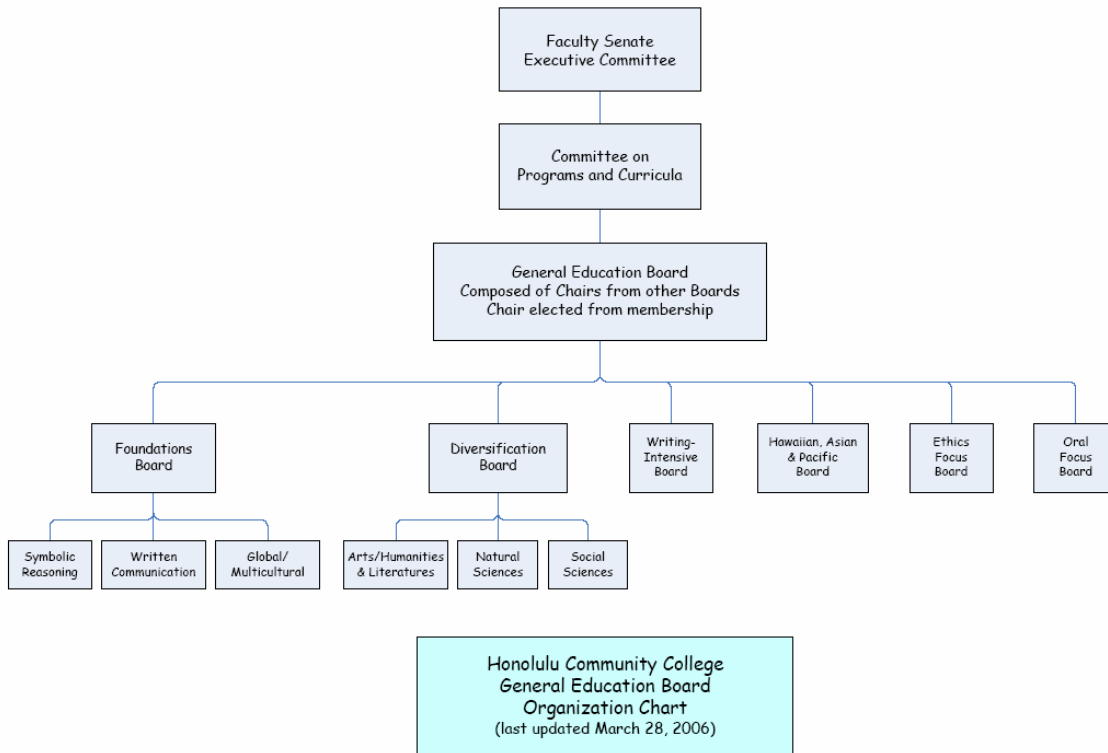 Faculty Senate
Executive Committee
Committee on
Programs and Curricula
General Education Board
Composed of Chairs from other Boards
Chair elected from membership
Foundations
Board
Diversification
Board
Writing-
Intensive
Board
Hawaiian, Asian
& Pacific
Board
Ethics
Focus
Board
Oral
Focus
Board
Symbolic
Reasoning
Written
Communication
Global/
Multicultural
Arts/Humanities
& Literatures
Natural
Sciences
Social
Sciences
Honolulu Community College
General Education Board
Organization Chart
(last updated March 28, 2006)